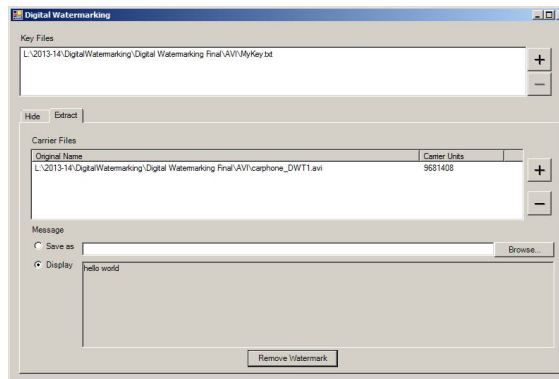 Digital Watermarking
Key Files
L:\2013-14\DigitalWatermarking\Digital Watermarking Final\AVI\MyKey.txt
+
−
Hide Extract
Carrier Files
Original Name Carrier Units
L:\2013-14\DigitalWatermarking\Digital Watermarking Final\AVI\carphone_DWT1.avi 9681408
+
−
Message
Save as Browse...
Display hello world
Remove Watermark